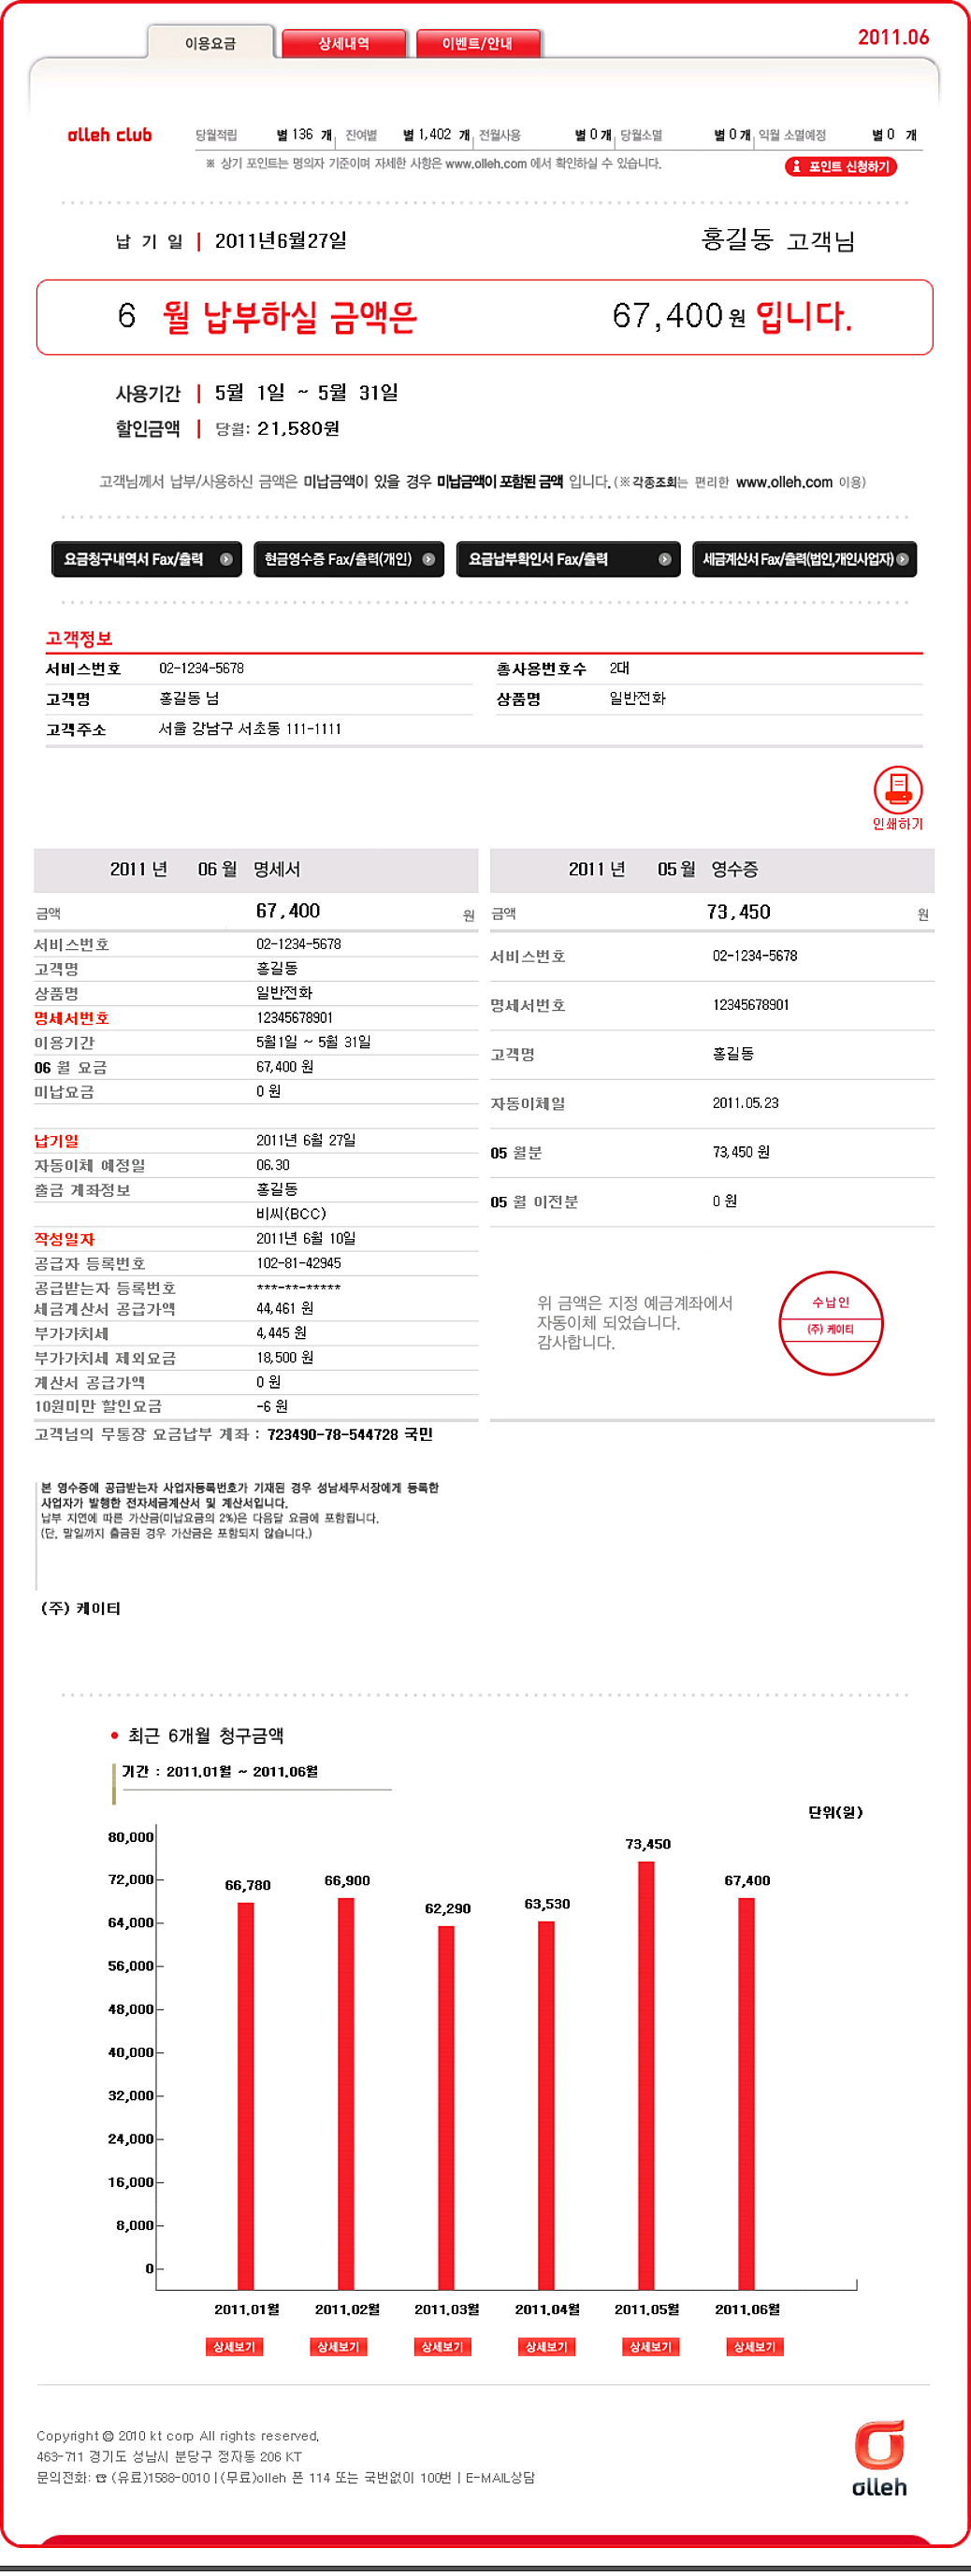 이용요금 상세내역 이벤트/안내 2011.06
olleh club 당월적립 별 136 개 잔여별 별 1,402 개 전월사용 별 0 개 당월소멸 별 0 개 익월 소멸예정 별 0 개
※ 상기 포인트는 명의자 기준이며 자세한 사항은 www.olleh.com 에서 확인하실 수 있습니다. 포인트 신청하기
납 기 일 2011년6월27일 홍길동 고객님
6 월 납부하실 금액은 67,400 원 입니다.
사용기간 5월 1일 ~ 5월 31일
할인금액 당월: 21,580원
고객님께서 납부/사용하신 금액은 미납금액이 있을 경우 미납금액이 포함된 금액 입니다.(※각종조회는 편리한 www.olleh.com 이용)
요금청구내역서 Fax/출력 현금영수증 Fax/출력(개인) 요금납부확인서 Fax/출력 세금계산서 Fax/출력(법인,개인사업자)
고객정보
서비스번호 02-1234-5678 총사용번호수 2대
고객명 홍길동 님 상품명 일반전화
고객주소 서울 강남구 서초동 111-1111
인쇄하기
2011 년 06 월 명세서
금액 67,400 원
서비스번호 02-1234-5678
고객명 홍길동
상품명 일반전화
명세서번호 12345678901
이용기간 5월1일 ~ 5월 31일
06 월 요금 67,400 원
미납요금 0 원
납기일 2011년 6월 27일
자동이체 예정일 06.30
출금 계좌정보 홍길동
비씨(BCC)
작성일자 2011년 6월 10일
공급자 등록번호 102-81-42945
공급받는자 등록번호 ***-**-*****
세금계산서 공급가액 44,461 원
부가가치세 4,445 원
부가가치세 제외요금 18,500 원
계산서 공급가액 0 원
10원미만 할인요금 -6 원
고객님의 무통장 요금납부 계좌 : 723490-78-544728 국민
2011 년 05 월 영수증
금액 73,450 원
서비스번호 02-1234-5678
명세서번호 12345678901
고객명 홍길동
자동이체일 2011.05.23
05 월분 73,450 원
05 월 이전분 0 원
위 금액은 지정 예금계좌에서
자동이체 되었습니다.
감사합니다.
수납인
(주) 케이티
본 영수증에 공급받는자 사업자등록번호가 기재된 경우 성남세무서장에게 등록한
사업자가 발행한 전자세금계산서 및 계산서입니다.
납부 지연에 따른 가산금(미납요금의 2%)은 다음달 요금에 포함됩니다.
(단, 말일까지 출금된 경우 가산금은 포함되지 않습니다.)
(주) 케이티
• 최근 6개월 청구금액
기간 : 2011.01월 ~ 2011.06월
단위(원)
80,000
72,000
64,000
56,000
48,000
40,000
32,000
24,000
16,000
8,000
0
66,780 66,900 62,290 63,530 73,450 67,400
2011.01월 2011.02월 2011.03월 2011.04월 2011.05월 2011.06월
상세보기 상세보기 상세보기 상세보기 상세보기 상세보기
Copyright © 2010 kt corp All rights reserved.
463-711 경기도 성남시 분당구 정자동 206 KT
문의전화: ☎ (유료)1588-0010 | (무료)olleh 폰 114 또는 국번없이 100번 | E-MAIL상담
olleh